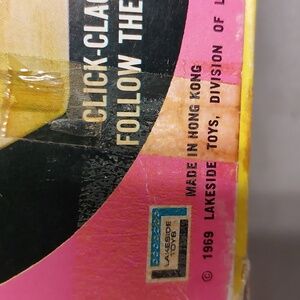 CLICK-CLAC
FOLLOW THE
MADE IN HONG KONG
© 1969 LAKESIDE TOYS, DIVISION OF L
LAKESIDE
TOYS